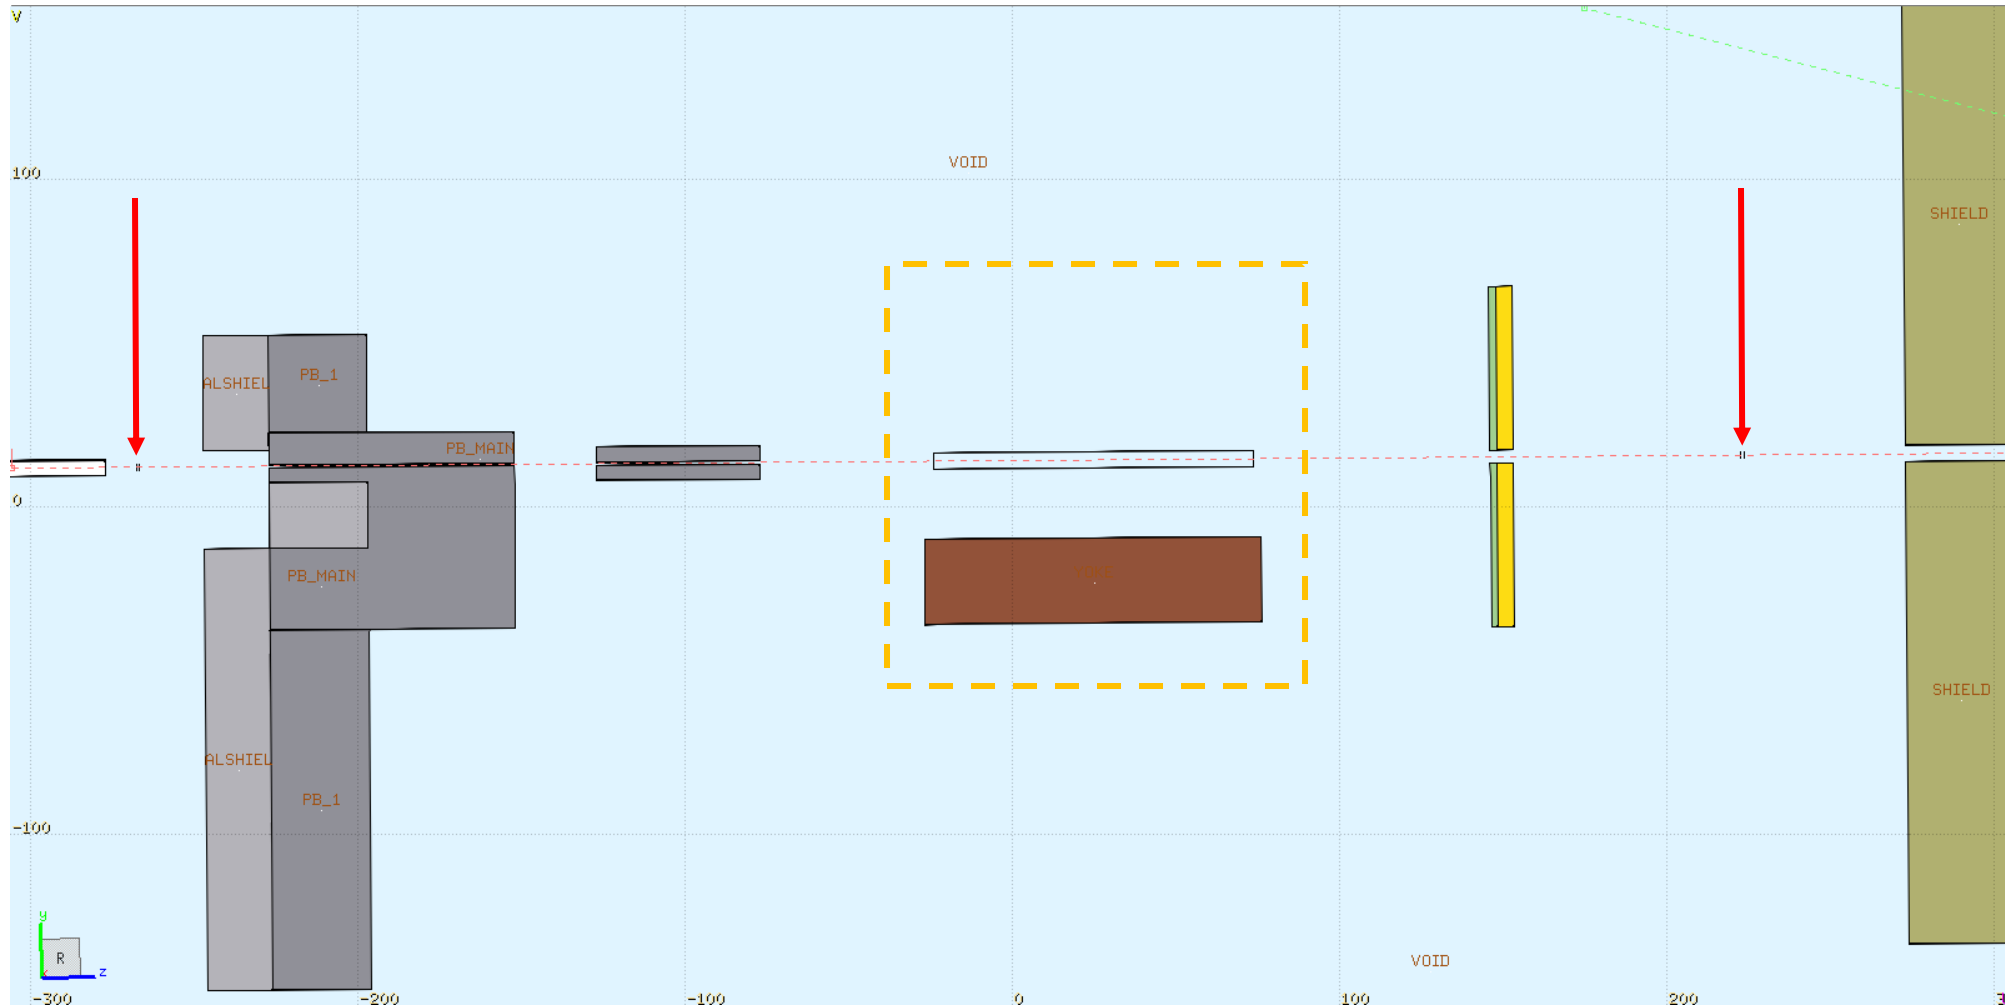 V
100
VOID
SHIELD
ALSHIEL
PB_1
PB_MAIN
0
PB_MAIN
SHIELD
ALSHIEL
PB_1
-100
y
R
z
VOID
-300
-200
-100
0
100
200